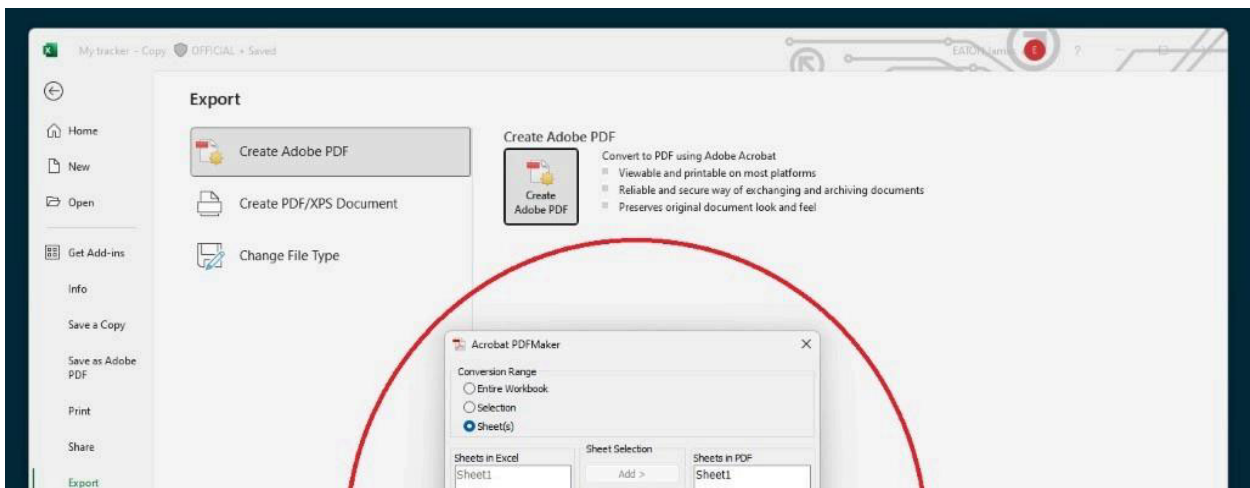 My tracker - Copy OFFICIAL • Saved
E
?
Export
Home
New
Open
Get Add-ins
Info
Save a Copy
Save as Adobe
PDF
Print
Share
Export
Create Adobe PDF
Create PDF/XPS Document
Change File Type
Create Adobe PDF
Create
Adobe PDF
Convert to PDF using Adobe Acrobat
Viewable and printable on most platforms
Reliable and secure way of exchanging and archiving documents
Preserves original document look and feel
Acrobat PDFMaker
Conversion Range
Entire Workbook
Selection
Sheet(s)
Sheets in Excel
Sheet1
Sheet Selection
Add >
Sheets in PDF
Sheet1